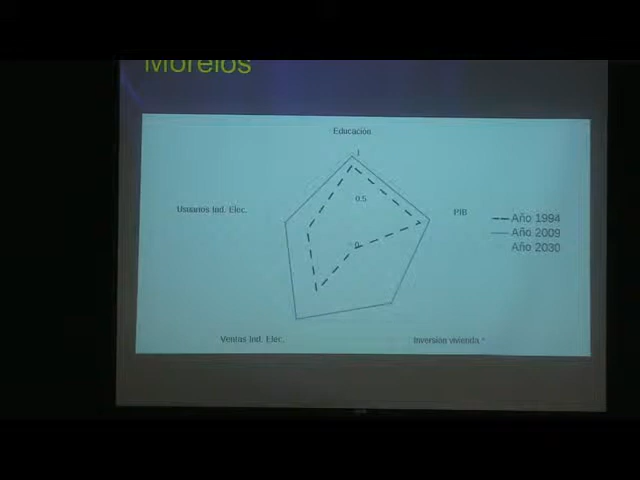 Morelos
Educación
1
0.5
Usuarios Ind. Elec.
PIB
Año 1994
Año 2009
Año 2030
0
Ventas Ind. Elec.
Inversión vivienda *